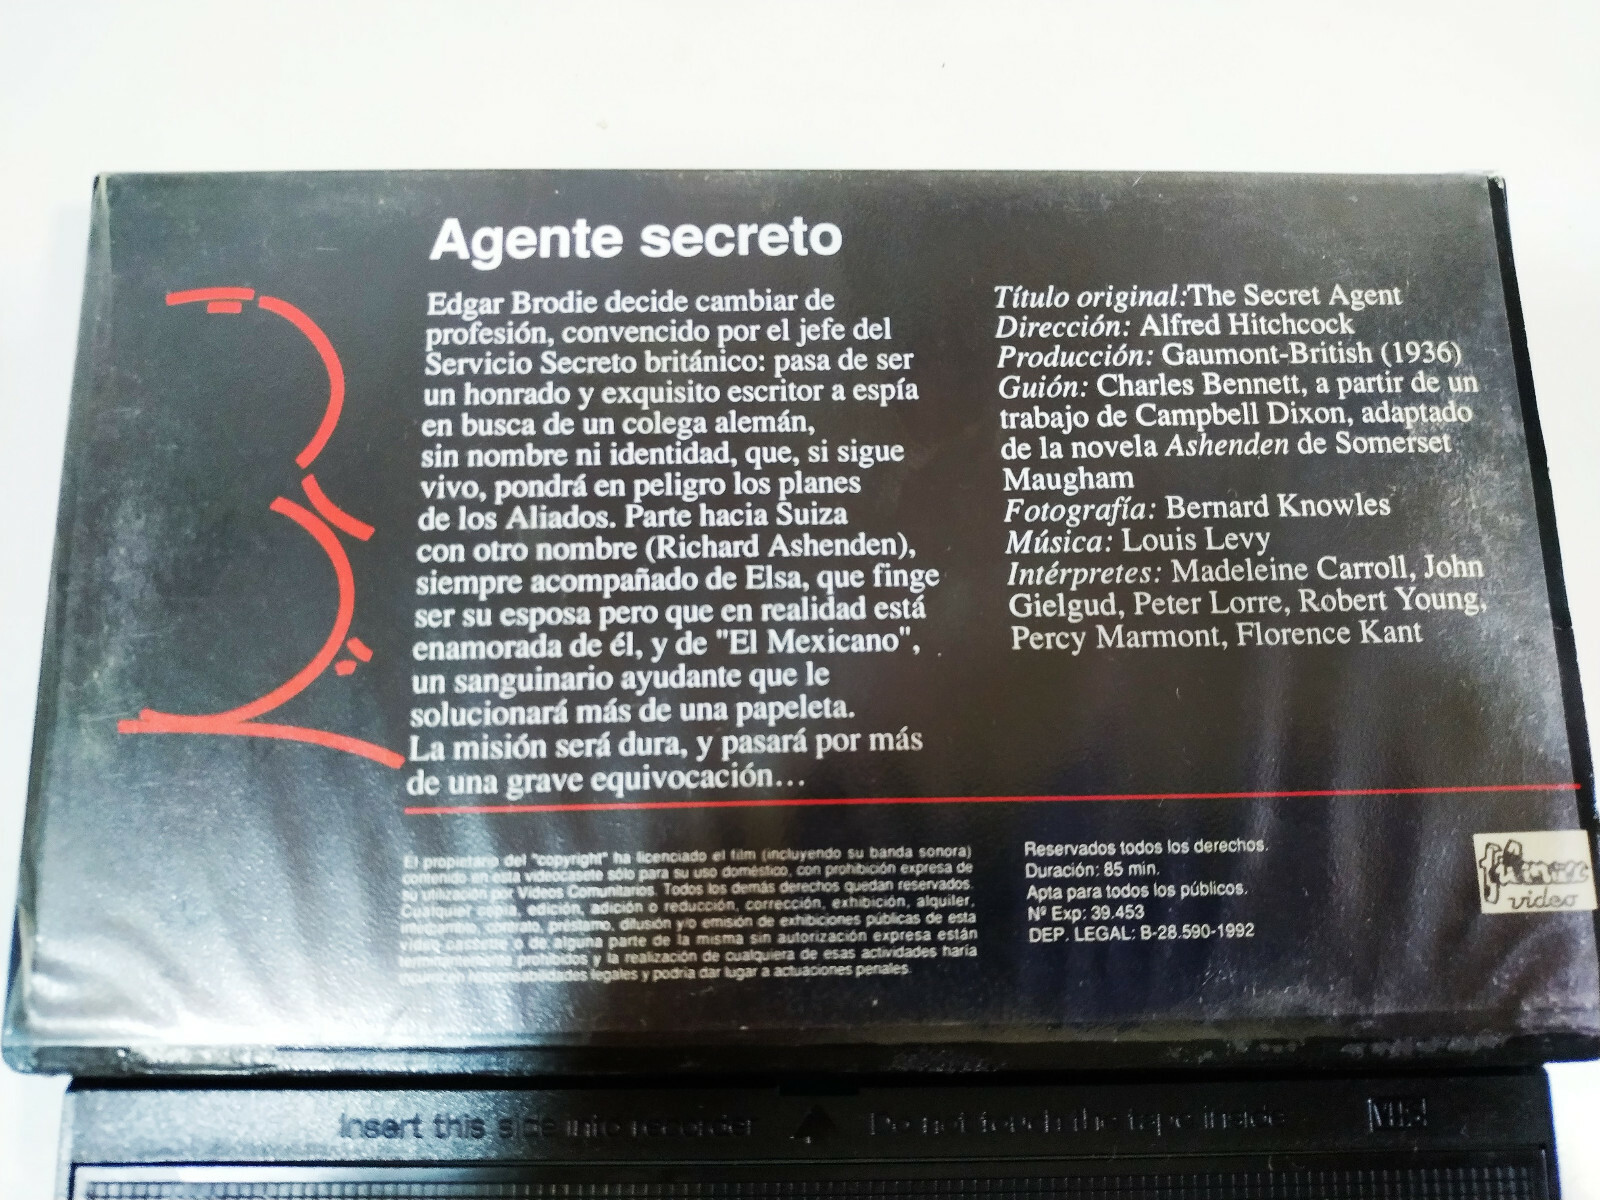 Agente secreto
Edgar Brodie decide cambiar de
profesión, convencido por el jefe del
Servicio Secreto británico: pasa de ser
un honrado y exquisito escritor a espía
en busca de un colega alemán,
sin nombre ni identidad, que, si sigue
vivo, pondrá en peligro los planes
de los Aliados. Parte hacia Suiza
con otro nombre (Richard Ashenden),
siempre acompañado de Elsa, que finge
ser su esposa pero que en realidad está
enamorada de él, y de "El Mexicano",
un sanguinario ayudante que le
solucionará más de una papeleta.
La misión será dura, y pasará por más
de una grave equivocación...
Título original:The Secret Agent
Dirección: Alfred Hitchcock
Producción: Gaumont-British (1936)
Guión: Charles Bennett, a partir de un
trabajo de Campbell Dixon, adaptado
de la novela Ashenden de Somerset
Maugham
Fotografía: Bernard Knowles
Música: Louis Levy
Intérpretes: Madeleine Carroll, John
Gielgud, Peter Lorre, Robert Young,
Percy Marmont, Florence Kant
El propietario del "copyright" ha licenciado el film (incluyendo su banda sonora)
contenido en esta videocasete sólo para su uso doméstico, con prohibición expresa de
su utilización por Vídeos Comunitarios. Todos los demás derechos quedan reservados.
Cualquier copia, edición, adición o reducción, corrección, exhibición, alquiler,
intercambio, contrato, préstamo, difusión y/o emisión de exhibiciones públicas de esta
vídeo cassette o de alguna parte de la misma sin autorización expresa están
terminantemente prohibidos y la realización de cualquiera de esas actividades haría
responsabilidades legales y podría dar lugar a actuaciones penales.
Reservados todos los derechos.
Duración: 85 min.
Apta para todos los públicos.
Nº Exp: 39.453
DEP. LEGAL: B-28.590-1992
video
Insert this side into recorder
Do not touch the tape inside
VHS